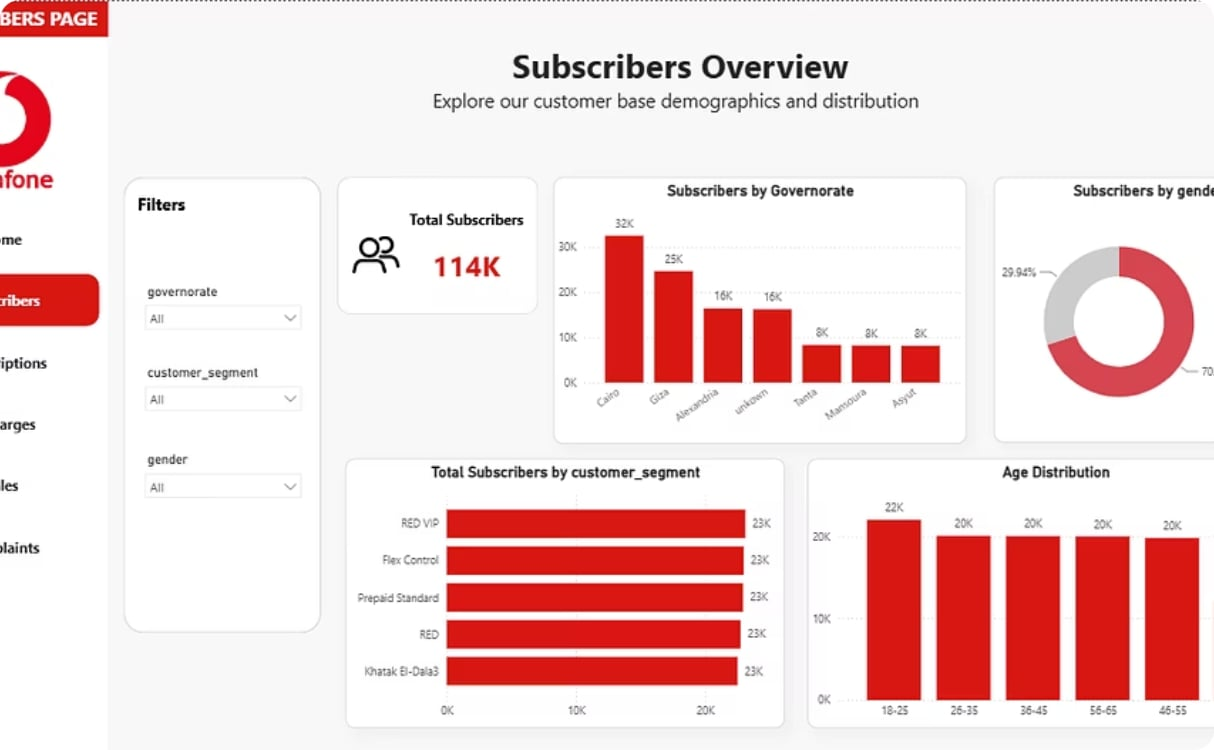 BERS PAGE
afone
ome
cribers
iptions
arges
les
plaints
Subscribers Overview
Explore our customer base demographics and distribution
Filters
governorate
All
customer_segment
All
gender
All
Total Subscribers
114K
Subscribers by Governorate
30K
20K
10K
0K
32K
25K
16K
16K
8K
8K
8K
Cairo
Giza
Alexandria
unkown
Tanta
Mansoura
Asyut
Subscribers by gende
29.94%
70
Total Subscribers by customer_segment
RED VIP 23K
Flex Control 23K
Prepaid Standard 23K
RED 23K
Khatak El-Dala3 23K
0K 10K 20K
Age Distribution
20K
10K
0K
22K
20K
20K
20K
20K
18-25
26-35
36-45
56-65
46-55